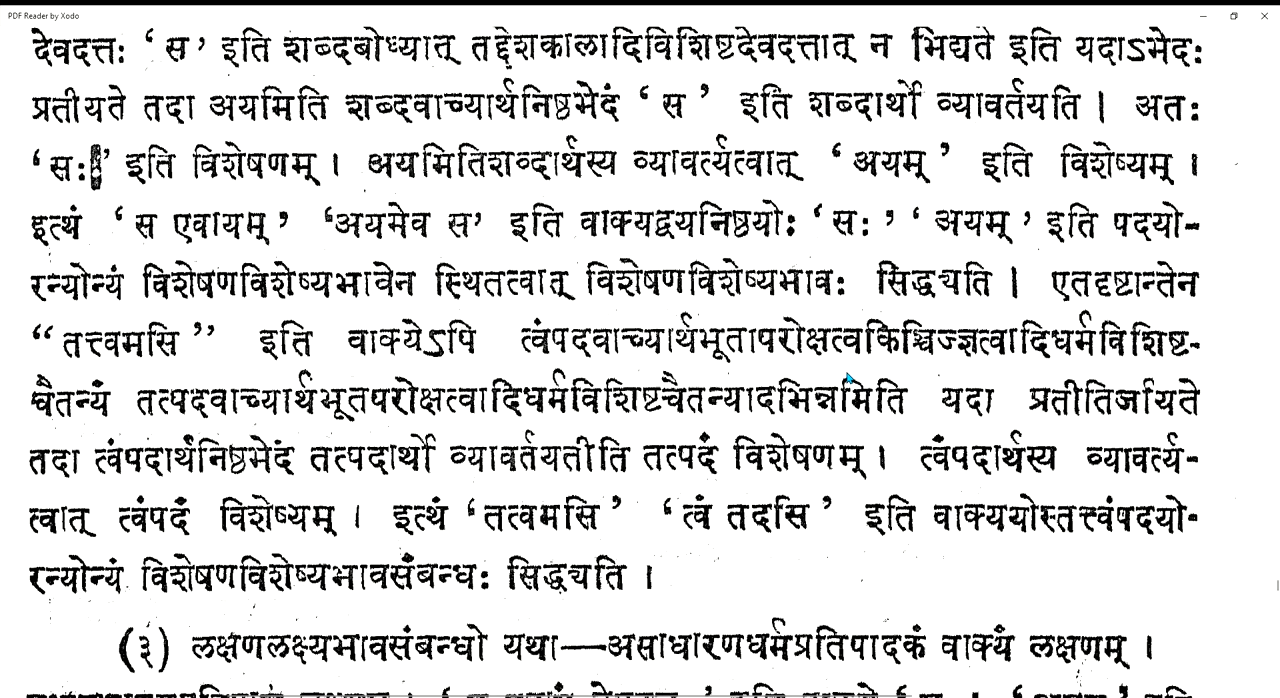 PDF Reader by Xodo
देवदत्तः ‘ स ’ इति शब्दबोध्यात् तद्देशकालादिविशिष्टदेवदत्तात् न भिद्यते इति यदाऽभेदः
प्रतीयते तदा अयमिति शब्दवाच्यार्थनिष्ठभेदं ‘ स ’ इति शब्दार्थो व्यावर्तयति । अतः
‘ सः ’ इति विशेषणम् । अयमितिशब्दार्थस्य व्यावर्त्यत्वात् ‘ अयम् ’ इति विशेष्यम् ।
इत्थं ‘ स एवायम् ’ ‘अयमेव स’ इति वाक्यद्वयनिष्ठयोः ‘ सः ’ ‘ अयम् ’ इति पदयो-
रन्योन्यं विशेषणविशेष्यभावेन स्थितत्वात् विशेषणविशेष्यभावः सिद्ध्यति । एतदृष्टान्तेन
“ तत्त्वमसि ” इति वाक्येऽपि त्वंपदवाच्यार्थभूतापरोक्षत्वकिञ्चिज्ज्ञत्वादिधर्मविशिष्ट-
चैतन्यं तत्पदवाच्यार्थभूतपरोक्षत्वादिधर्मविशिष्टचैतन्यादभिन्नमिति यदा प्रतीतिर्जायते
तदा त्वंपदार्थनिष्ठभेदं तत्पदार्थो व्यावर्तयतीति तत्पदं विशेषणम् । त्वंपदार्थस्य व्यावर्त्य-
त्वात् त्वंपदं विशेष्यम् । इत्थं ‘ तत्वमसि ’ ‘ त्वं तदसि ’ इति वाक्ययोस्तत्त्वंपदयो-
रन्योन्यं विशेषणविशेष्यभावसंबन्धः सिद्ध्यति ।
(३) लक्षणलक्ष्यभावसंबन्धो यथा—असाधारणधर्मप्रतिपादकं वाक्यं लक्षणम् ।